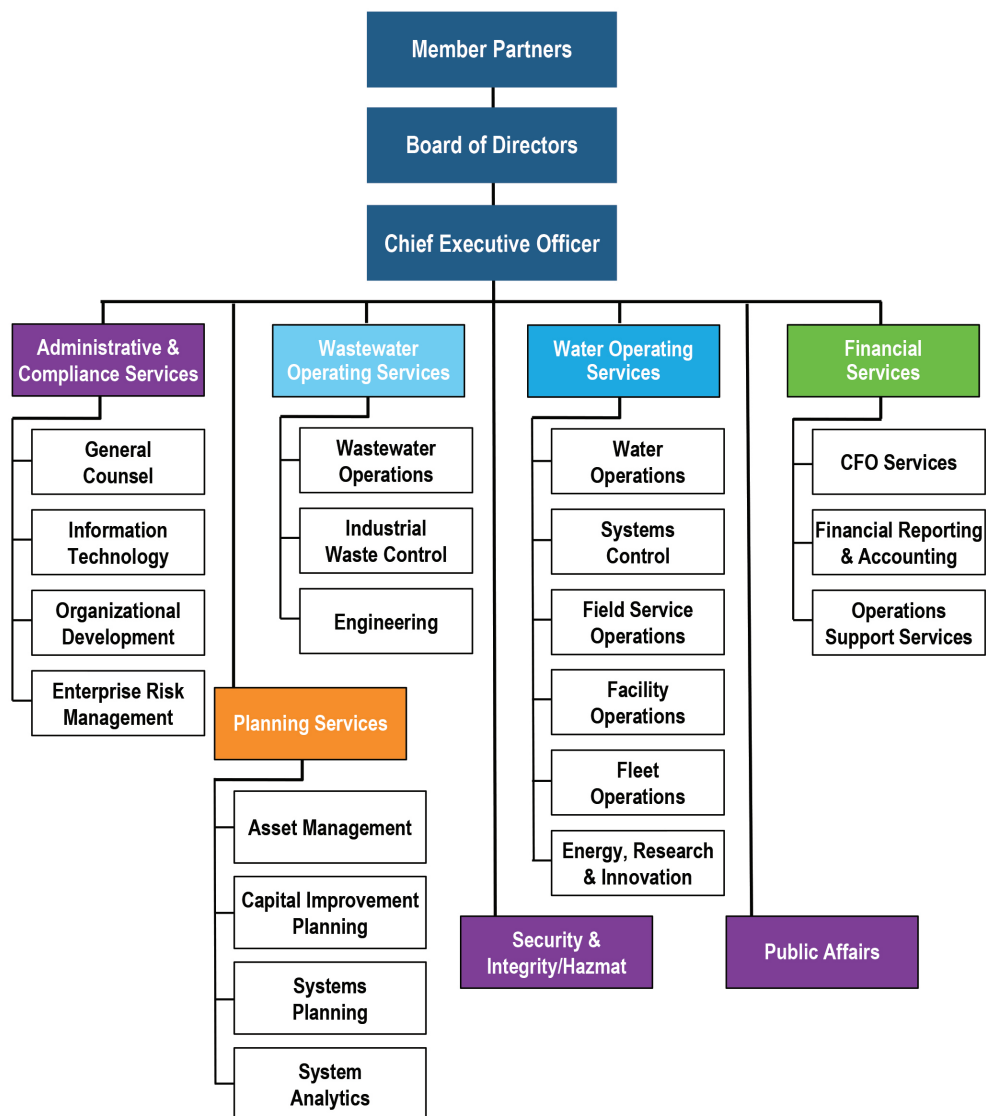 Member Partners
Board of Directors
Chief Executive Officer
Administrative &
Compliance Services
General
Counsel
Information
Technology
Organizational
Development
Enterprise Risk
Management
Planning Services
Asset Management
Capital Improvement
Planning
Systems
Planning
System
Analytics
Wastewater
Operating Services
Wastewater
Operations
Industrial
Waste Control
Engineering
Water Operating
Services
Water
Operations
Systems
Control
Field Service
Operations
Facility
Operations
Fleet
Operations
Energy, Research
& Innovation
Security &
Integrity/Hazmat
Public Affairs
Financial
Services
CFO Services
Financial Reporting
& Accounting
Operations
Support Services